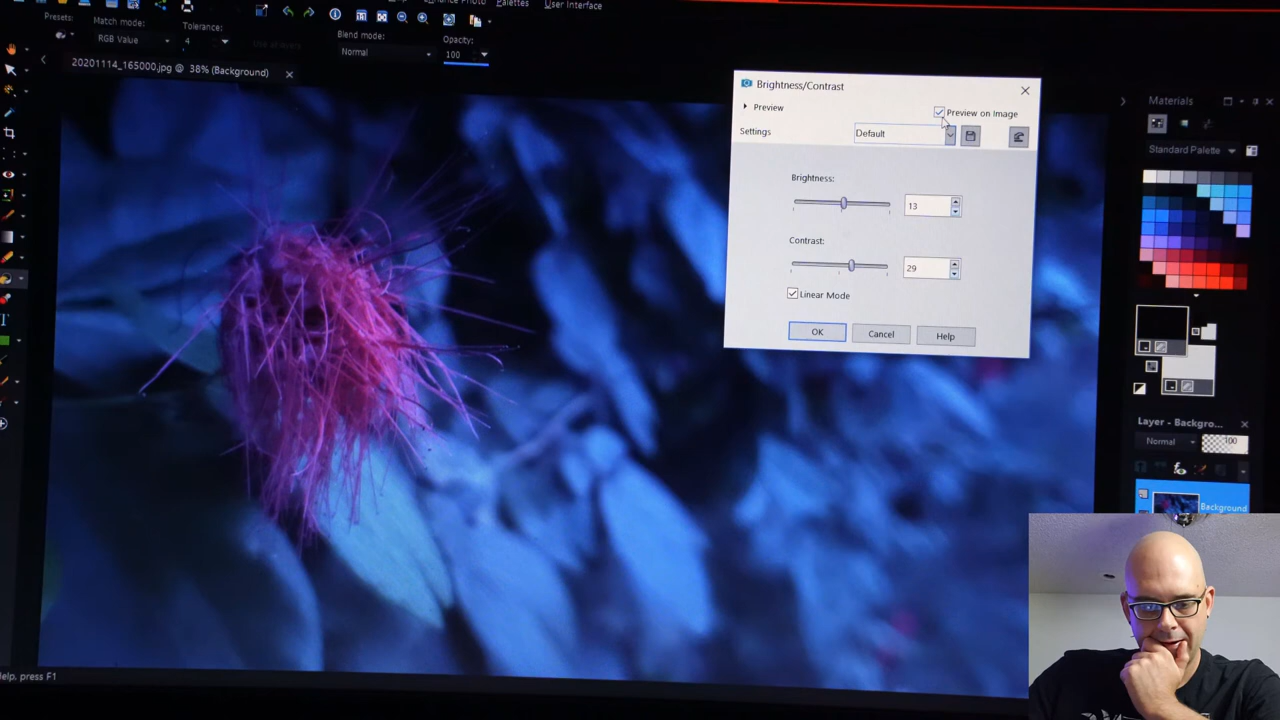 Palettes
User Interface
Presets:
Match mode:
Tolerance:
RGB Value
4
Blend mode:
Normal
Opacity:
100
20201114_165000.jpg @ 38% (Background)
Brightness/Contrast
Preview
Preview on Image
Settings
Default
Brightness:
13
Contrast:
29
Linear Mode
OK
Cancel
Help
Materials
Standard Palette
Layer - Backgro...
Normal
100
Background
elp, press F1